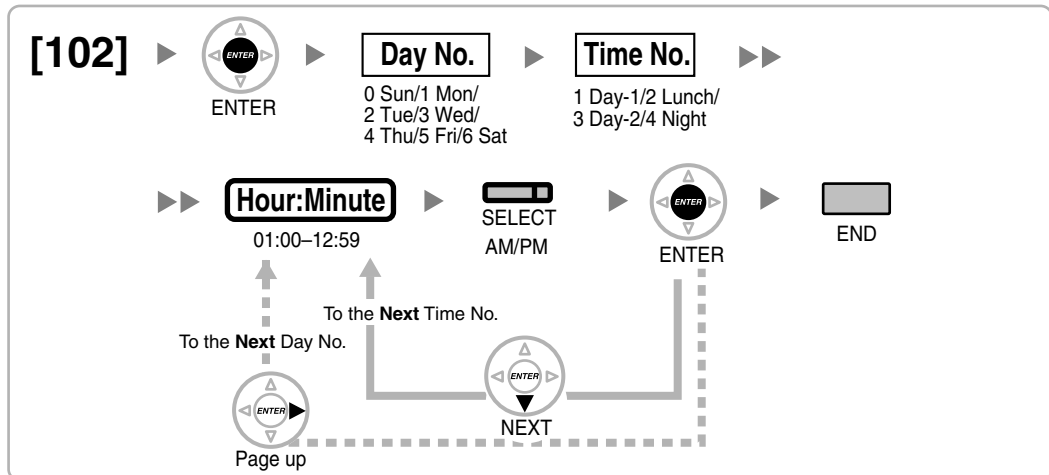 [102]
ENTER
ENTER
Day No.
0 Sun/1 Mon/
2 Tue/3 Wed/
4 Thu/5 Fri/6 Sat
Time No.
1 Day-1/2 Lunch/
3 Day-2/4 Night
Hour:Minute
01:00–12:59
SELECT
AM/PM
ENTER
ENTER
END
To the Next Time No.
To the Next Day No.
ENTER
NEXT
ENTER
Page up